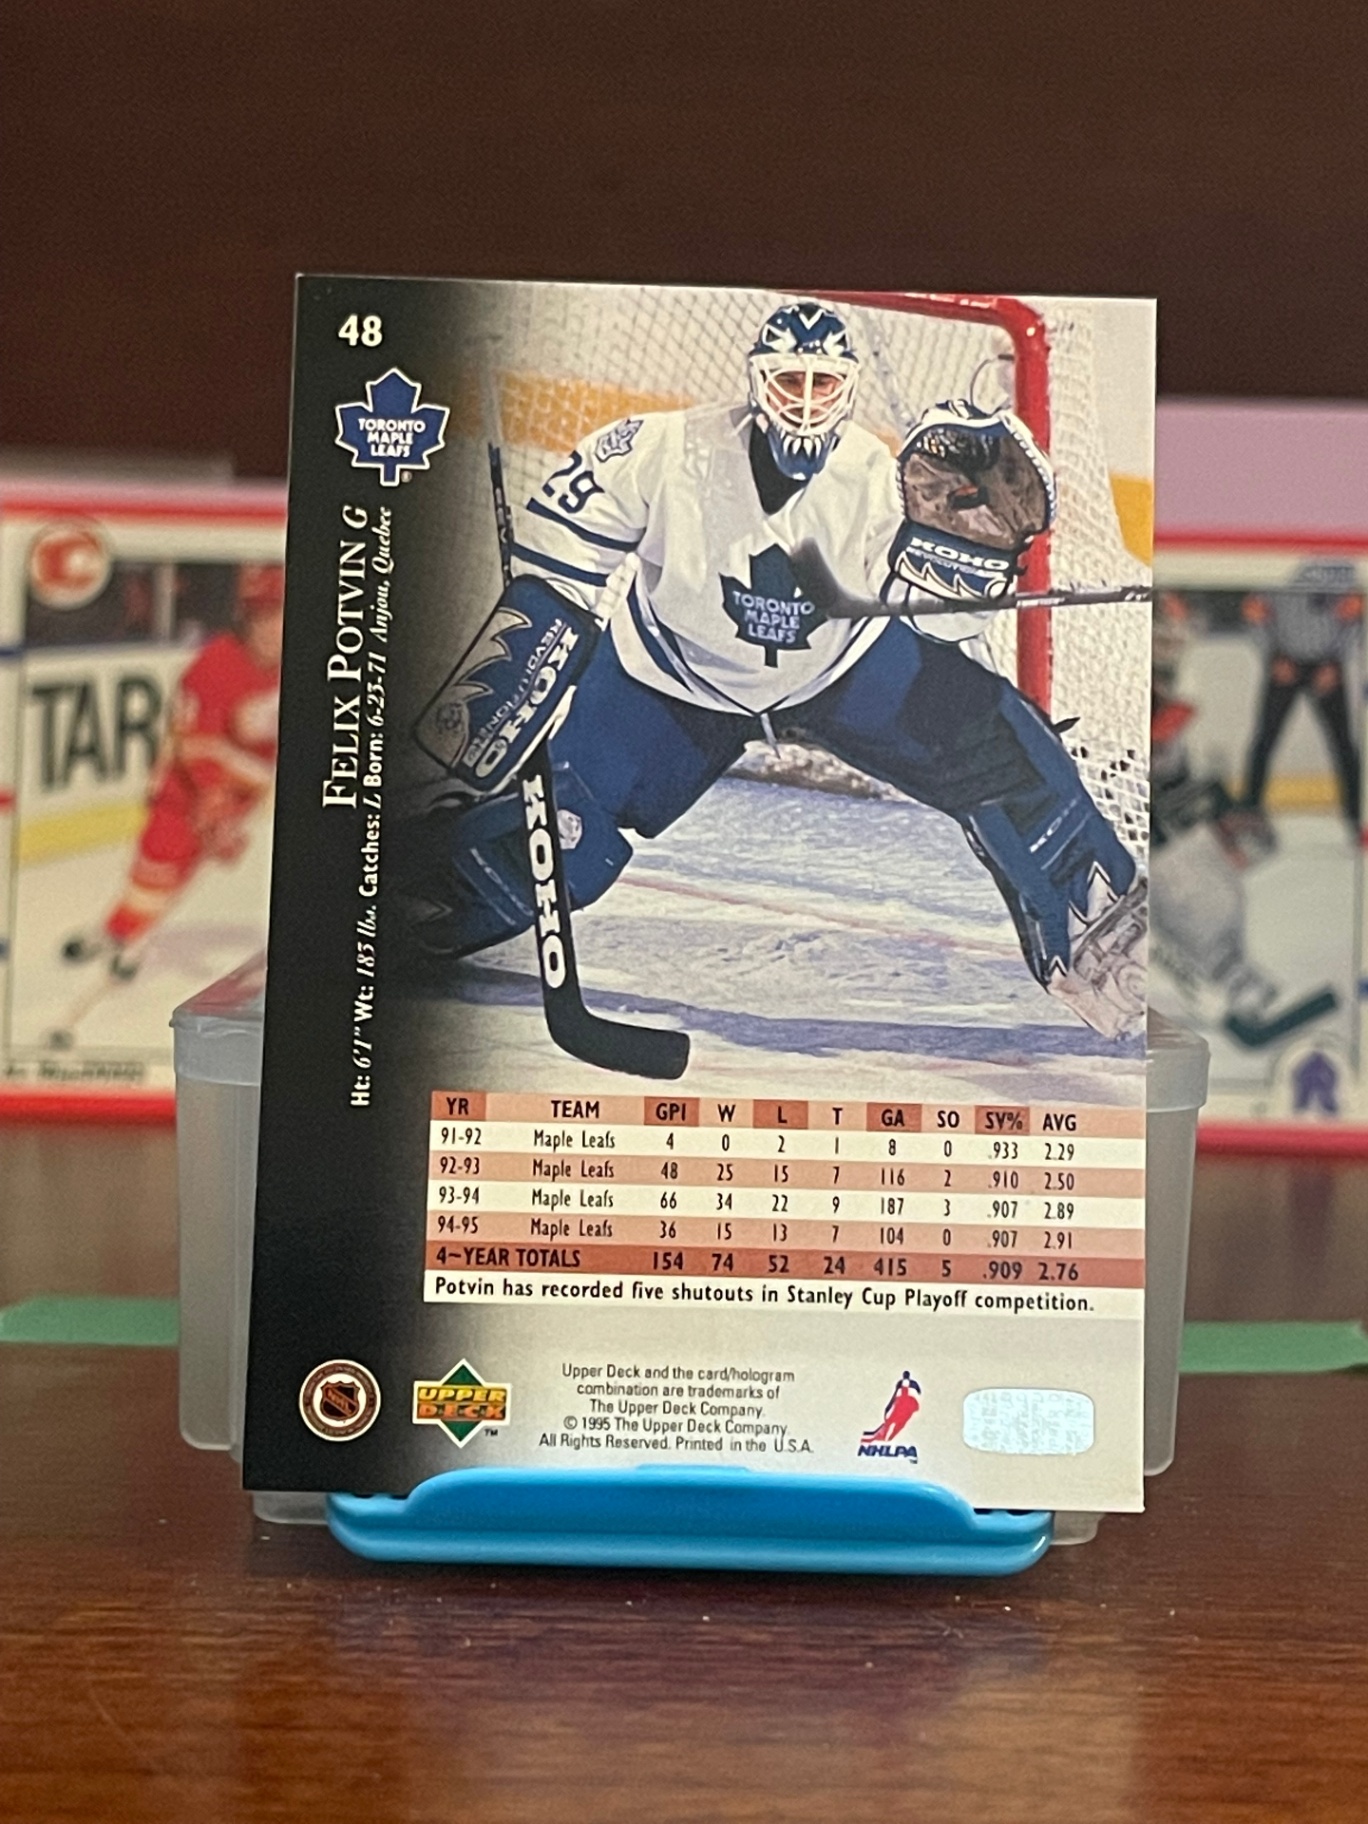 48
TORONTO
MAPLE
LEAFS
FELIX POTVIN G
Ht: 6'1" Wt: 183 lbs. Catches: L Born: 6-23-71 Anjou, Quebec
29
TORONTO
MAPLE
LEAFS
KOHO
REVOLUTION
KOHO
REVOLUTION
KOHO
TAR
YR TEAM GPI W L T GA SO SV% AVG
91-92 Maple Leafs 4 0 2 1 8 0 .933 2.29
92-93 Maple Leafs 48 25 15 7 116 2 .910 2.50
93-94 Maple Leafs 66 34 22 9 187 3 .907 2.89
94-95 Maple Leafs 36 15 13 7 104 0 .907 2.91
4-YEAR TOTALS 154 74 52 24 415 5 .909 2.76
Potvin has recorded five shutouts in Stanley Cup Playoff competition.
UPPER
DECK
TM
Upper Deck and the card/hologram
combination are trademarks of
The Upper Deck Company.
© 1995 The Upper Deck Company.
All Rights Reserved. Printed in the U.S.A.
NHLPA